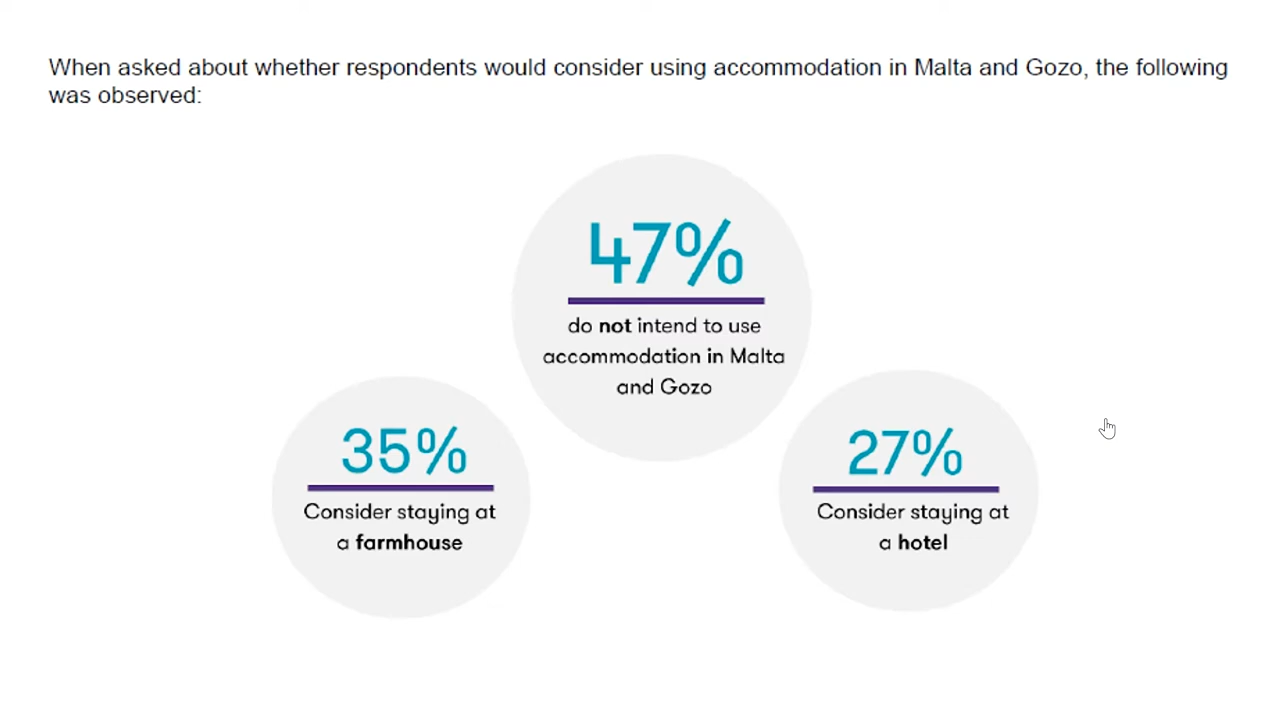 When asked about whether respondents would consider using accommodation in Malta and Gozo, the following
was observed:
47%
do not intend to use
accommodation in Malta
and Gozo
35%
Consider staying at
a farmhouse
27%
Consider staying at
a hotel